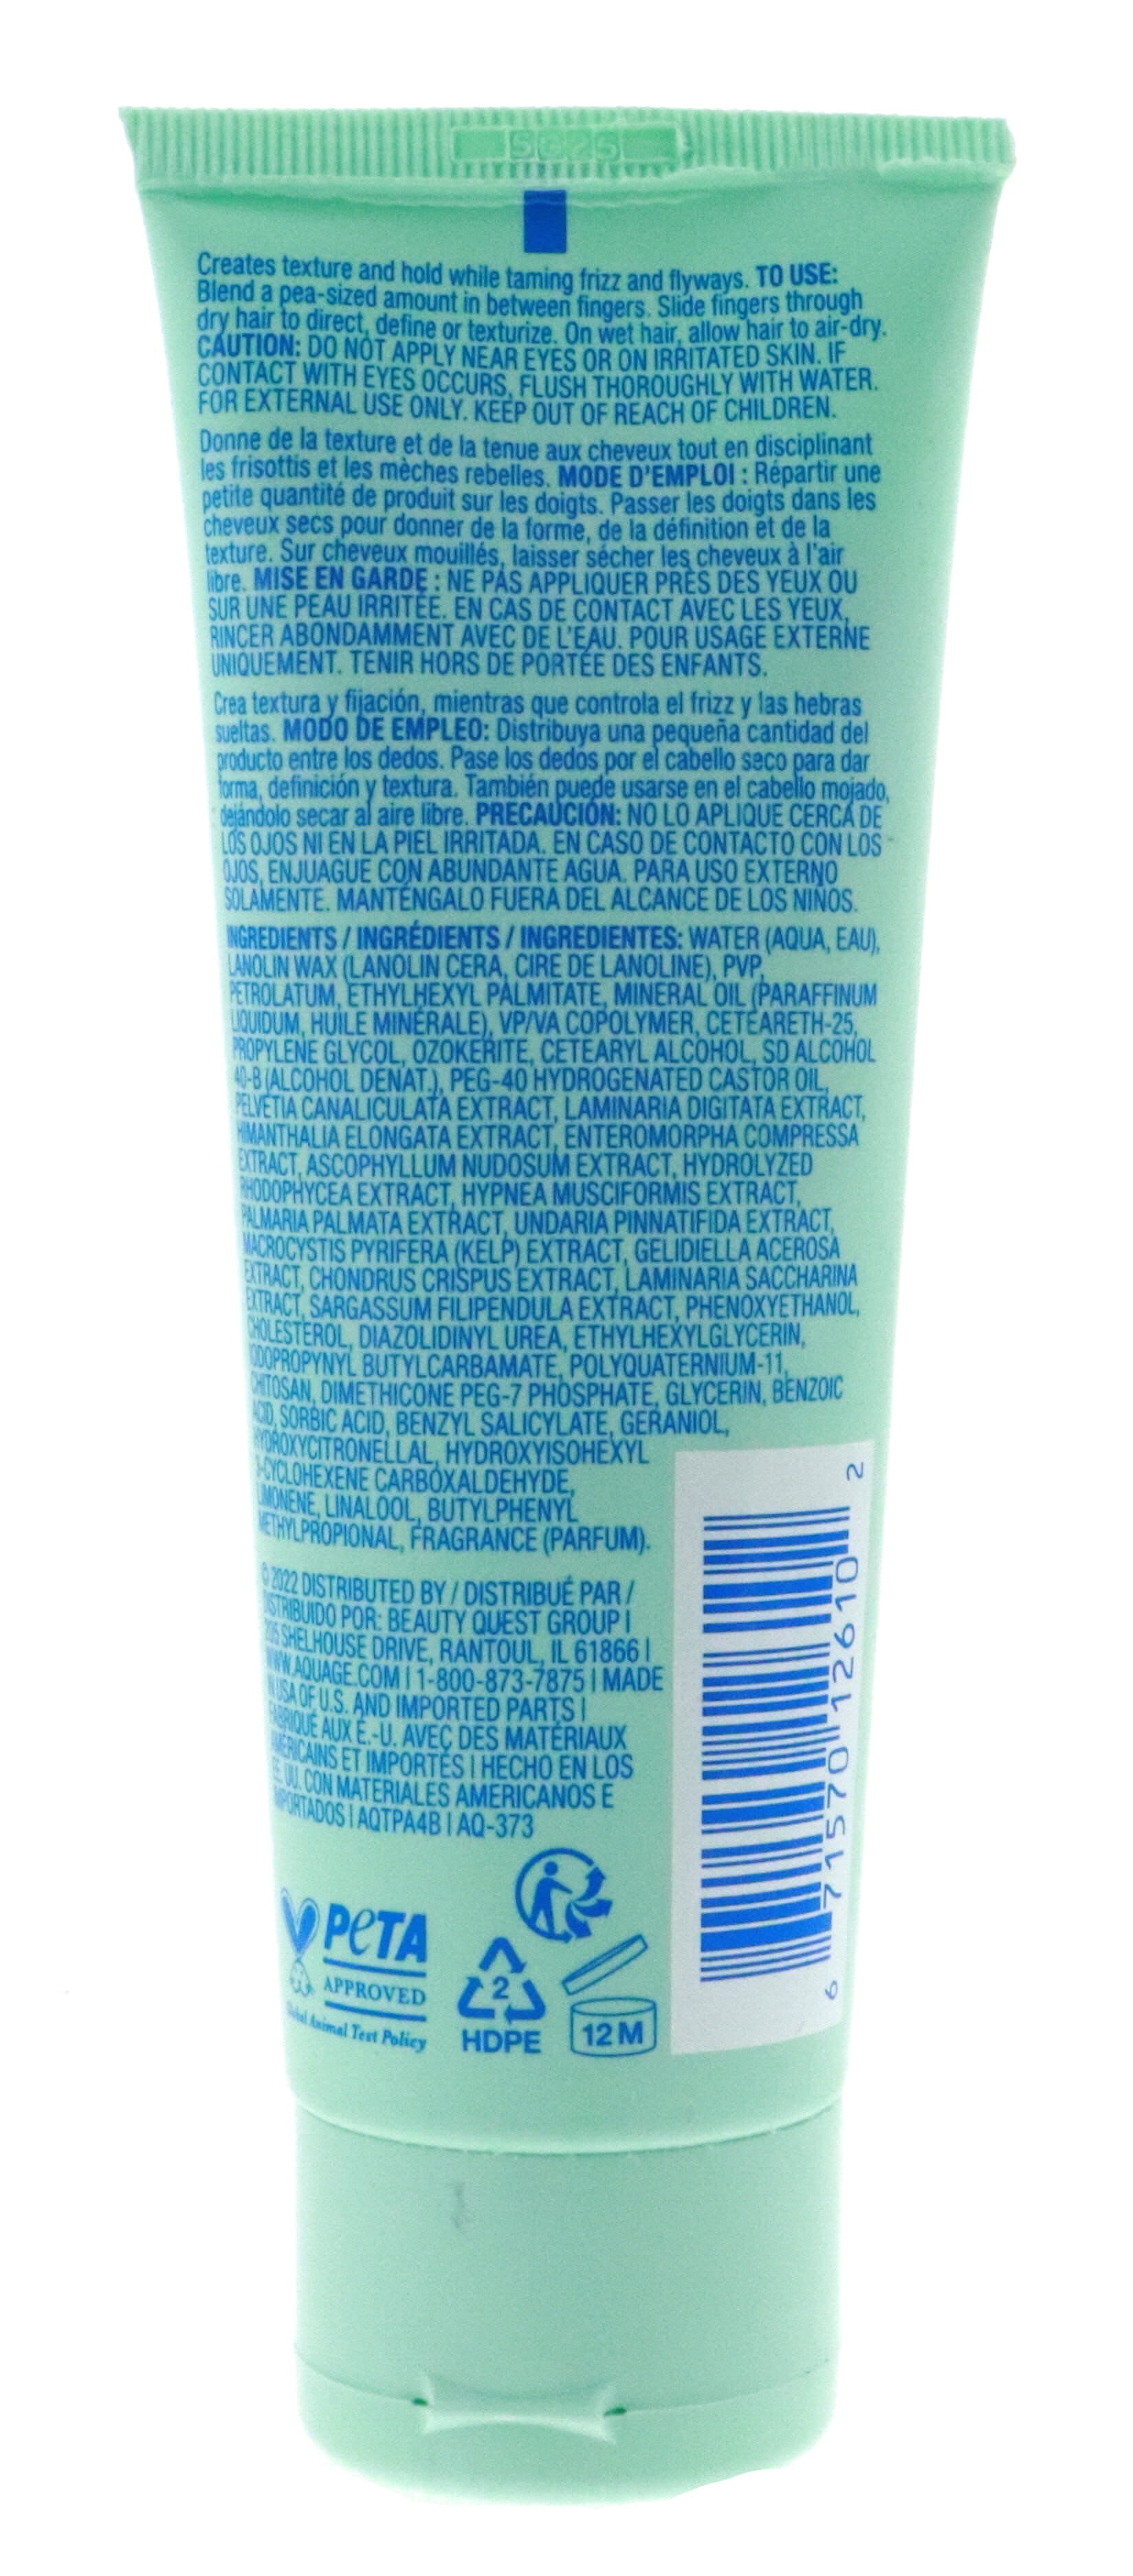 Creates texture and hold while taming frizz and flyways. TO USE:
Blend a pea-sized amount in between fingers. Slide fingers through
dry hair to direct, define or texturize. On wet hair, allow hair to air-dry.
CAUTION: DO NOT APPLY NEAR EYES OR ON IRRITATED SKIN. IF
CONTACT WITH EYES OCCURS, FLUSH THOROUGHLY WITH WATER.
FOR EXTERNAL USE ONLY. KEEP OUT OF REACH OF CHILDREN.
Donne de la texture et de la tenue aux cheveux tout en disciplinant
les frisottis et les mèches rebelles. MODE D'EMPLOI : Répartir une
petite quantité de produit sur les doigts. Passer les doigts dans les
cheveux secs pour donner de la forme, de la définition et de la
texture. Sur cheveux mouillés, laisser sécher les cheveux à l'air
libre. MISE EN GARDE : NE PAS APPLIQUER PRÈS DES YEUX OU
SUR UNE PEAU IRRITÉE. EN CAS DE CONTACT AVEC LES YEUX,
RINCER ABONDAMMENT AVEC DE L'EAU. POUR USAGE EXTERNE
UNIQUEMENT. TENIR HORS DE PORTÉE DES ENFANTS.
Crea textura y fijación, mientras que controla el frizz y las hebras
sueltas. MODO DE EMPLEO: Distribuya una pequeña cantidad del
producto entre los dedos. Pase los dedos por el cabello seco para dar
forma, definición y textura. También puede usarse en el cabello mojado,
dejándolo secar al aire libre. PRECAUCIÓN: NO LO APLIQUE CERCA DE
LOS OJOS NI EN LA PIEL IRRITADA. EN CASO DE CONTACTO CON LOS
OJOS, ENJUAGUE CON ABUNDANTE AGUA. PARA USO EXTERNO
SOLAMENTE. MANTÉNGALO FUERA DEL ALCANCE DE LOS NIÑOS.
INGREDIENTS / INGRÉDIENTS / INGREDIENTES: WATER (AQUA, EAU),
LANOLIN WAX (LANOLIN CERA, CIRE DE LANOLINE), PVP,
PETROLATUM, ETHYLHEXYL PALMITATE, MINERAL OIL (PARAFFINUM
LIQUIDUM, HUILE MINÉRALE), VP/VA COPOLYMER, CETEARETH-25,
PROPYLENE GLYCOL, OZOKERITE, CETEARYL ALCOHOL, SD ALCOHOL
40-B (ALCOHOL DENAT.), PEG-40 HYDROGENATED CASTOR OIL,
PELVETIA CANALICULATA EXTRACT, LAMINARIA DIGITATA EXTRACT,
HIMANTHALIA ELONGATA EXTRACT, ENTEROMORPHA COMPRESSA
EXTRACT, ASCOPHYLLUM NUDOSUM EXTRACT, HYDROLYZED
RHODOPHYCEA EXTRACT, HYPNEA MUSCIFORMIS EXTRACT,
PALMARIA PALMATA EXTRACT, UNDARIA PINNATIFIDA EXTRACT,
MACROCYSTIS PYRIFERA (KELP) EXTRACT, GELIDIELLA ACEROSA
EXTRACT, CHONDRUS CRISPUS EXTRACT, LAMINARIA SACCHARINA
EXTRACT, SARGASSUM FILIPENDULA EXTRACT, PHENOXYETHANOL,
CHOLESTEROL, DIAZOLIDINYL UREA, ETHYLHEXYLGLYCERIN,
IODOPROPYNYL BUTYLCARBAMATE, POLYQUATERNIUM-11,
CHITOSAN, DIMETHICONE PEG-7 PHOSPHATE, GLYCERIN, BENZOIC
ACID, SORBIC ACID, BENZYL SALICYLATE, GERANIOL,
HYDROXYCITRONELLAL, HYDROXYISOHEXYL
3-CYCLOHEXENE CARBOXALDEHYDE,
LIMONENE, LINALOOL, BUTYLPHENYL
METHYLPROPIONAL, FRAGRANCE (PARFUM).
© 2022 DISTRIBUTED BY / DISTRIBUÉ PAR /
DISTRIBUIDO POR: BEAUTY QUEST GROUP |
SHELHOUSE DRIVE, RANTOUL, IL 61866 |
WWW.AQUAGE.COM | 1-800-873-7875 | MADE
IN USA OF U.S. AND IMPORTED PARTS |
FABRIQUÉ AUX É.-U. AVEC DES MATÉRIAUX
AMÉRICAINS ET IMPORTÉS | HECHO EN LOS
EE. UU. CON MATERIALES AMERICANOS E
IMPORTADOS | AQTPA4B | AQ-373
PETA
APPROVED
Global Animal Test Policy
2
HDPE
12 M
6 71570 12610 2